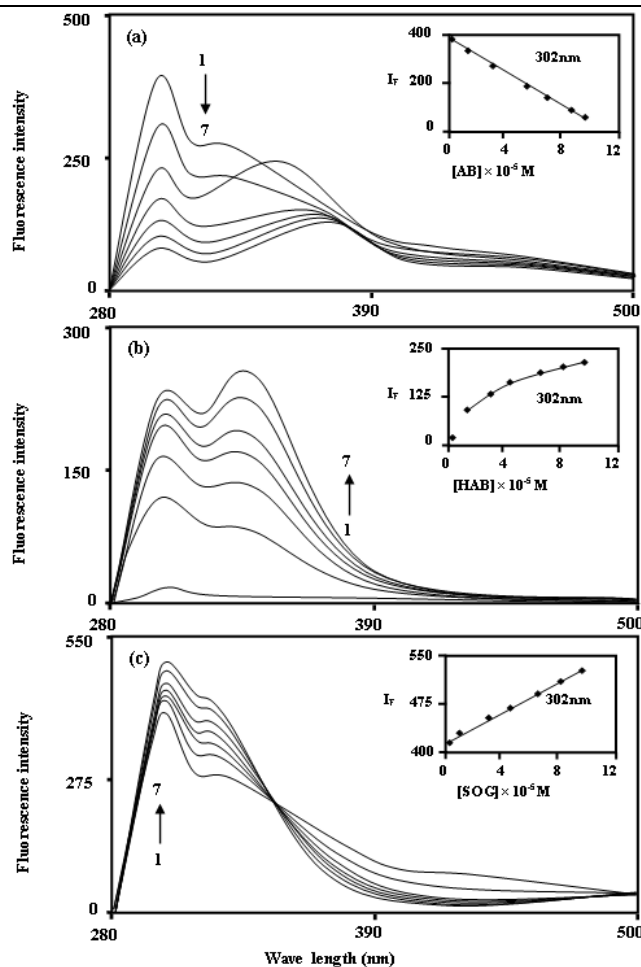 500
(a)
1
7
250
0
Fluorescence intensity
280
390
500
400
200
0
I_F
302nm
0
4
8
12
[AB] × 10⁻⁵ M
300
(b)
7
1
150
0
Fluorescence intensity
280
390
500
250
125
0
I_F
302nm
0
4
8
12
[HAB] × 10⁻⁵ M
550
(c)
7
1
275
0
Fluorescence intensity
280
390
500
550
475
400
I_F
302nm
0
4
8
12
[SOG] × 10⁻⁵ M
Wave length (nm)